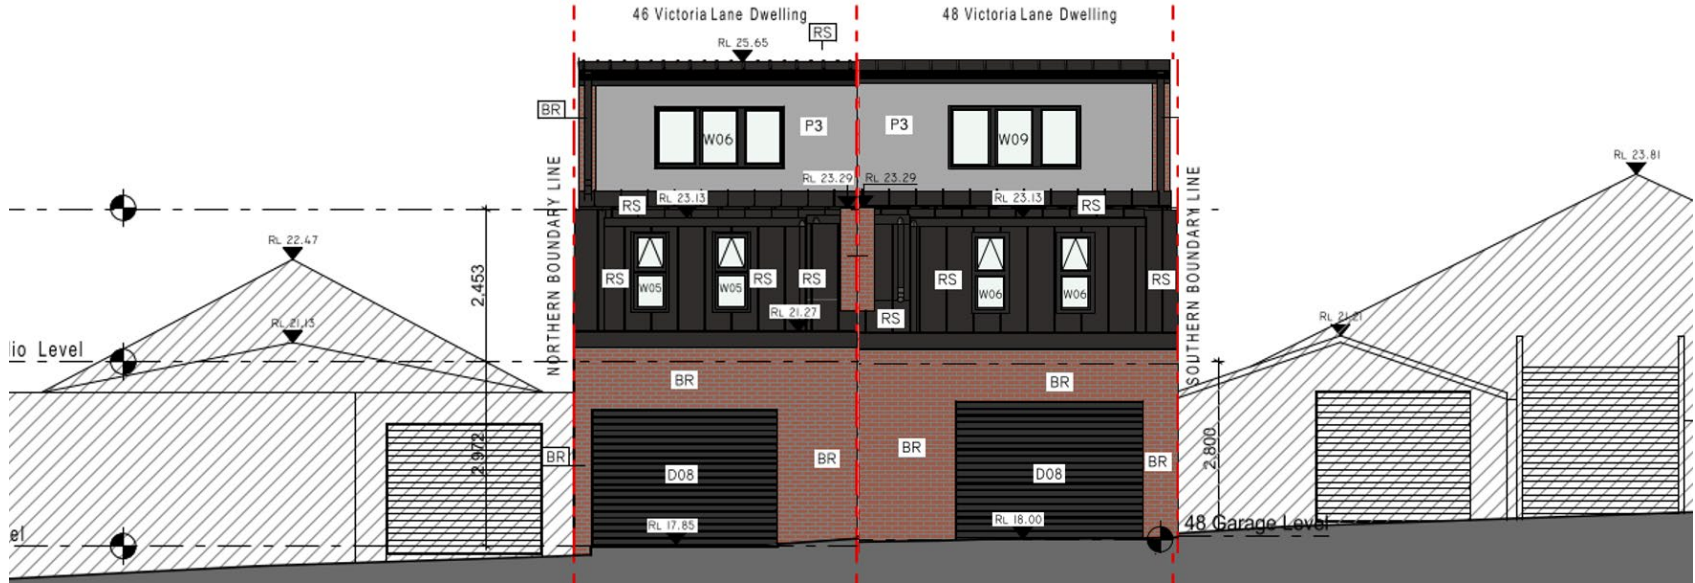 46 Victoria Lane Dwelling
48 Victoria Lane Dwelling
RS
RL 25.65
BR
W06
P3
P3
W09
RL 23.81
NORTHERN BOUNDARY LINE
SOUTHERN BOUNDARY LINE
RL 23.29
RL 23.29
RS
RL 23.13
RL 23.13
RS
RL 22.47
2,453
RS
W05
W05
RS
RS
RS
W06
W06
RS
RL 21.27
RS
RL 21.13
RL 21.21
lio Level
BR
BR
2,972
2,800
BR
BR
BR
BR
D08
D08
RL 17.85
RL 18.00
48 Garage Level
el